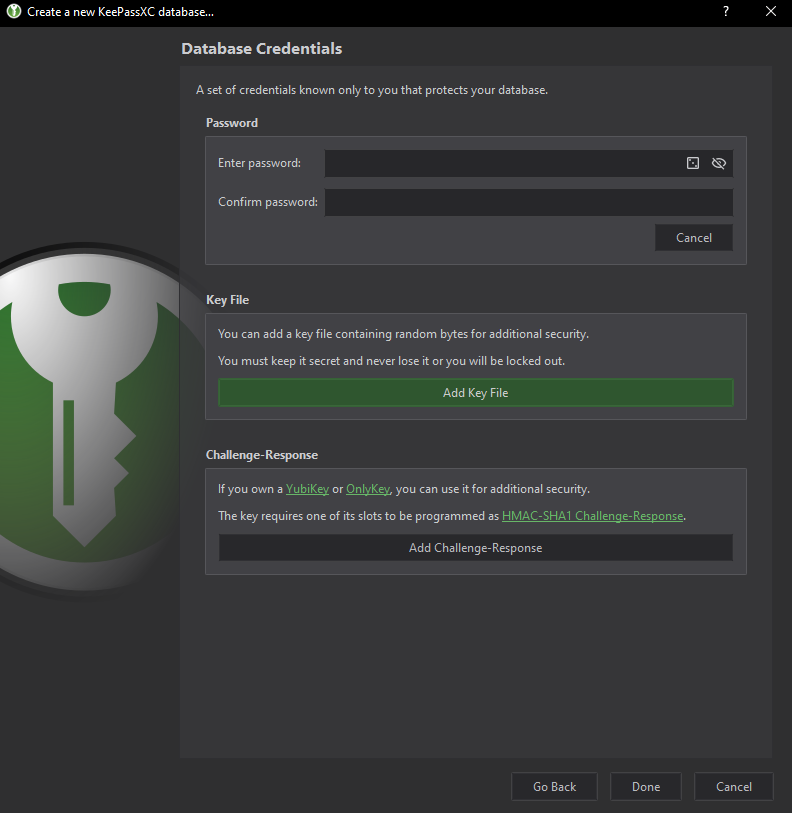 Create a new KeePassXC database...
?
Database Credentials
A set of credentials known only to you that protects your database.
Password
Enter password:
Confirm password:
Cancel
Key File
You can add a key file containing random bytes for additional security.
You must keep it secret and never lose it or you will be locked out.
Add Key File
Challenge-Response
If you own a YubiKey or OnlyKey, you can use it for additional security.
The key requires one of its slots to be programmed as HMAC-SHA1 Challenge-Response.
Add Challenge-Response
Go Back
Done
Cancel